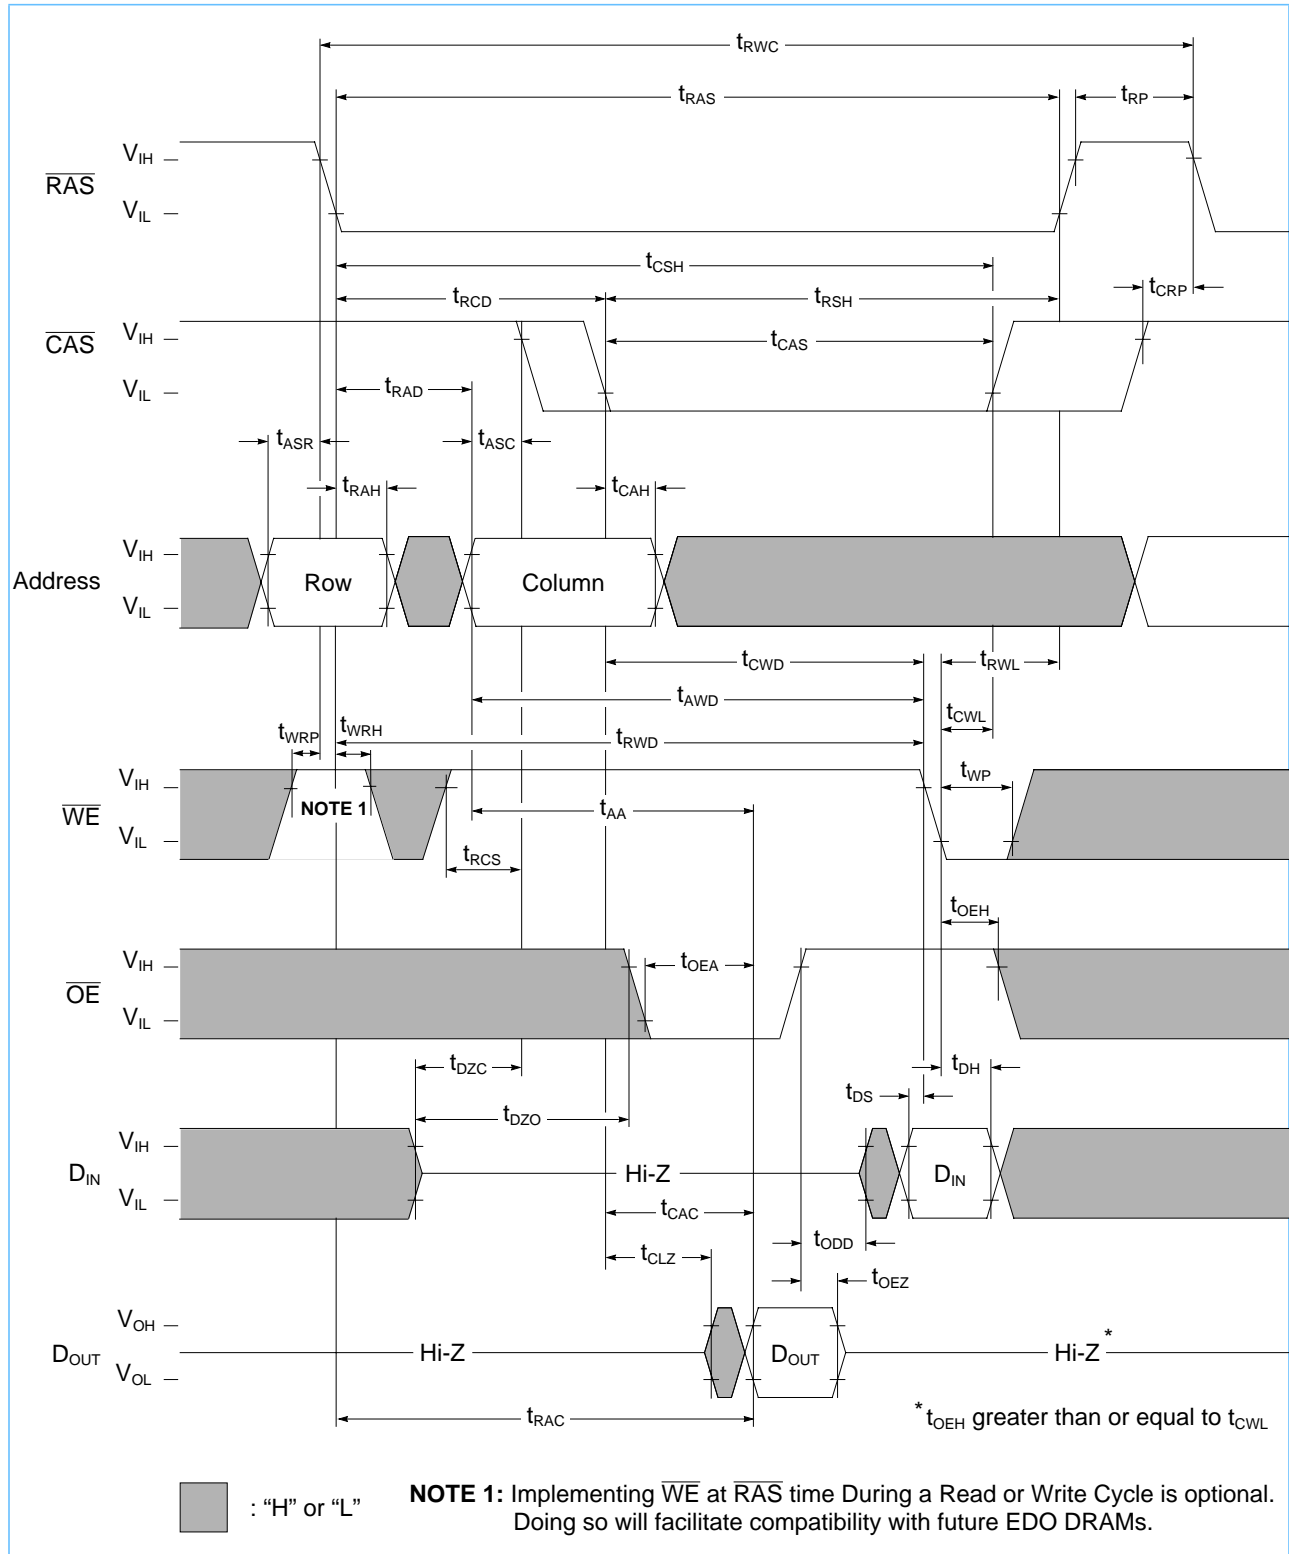 tRWC
tRAS
tRP
VIH
RAS
VIL
tCSH
tRCD
tRSH
tCRP
VIH
CAS
tCAS
VIL
tRAD
tASR
tASC
tRAH
tCAH
VIH
Address
Row
Column
VIL
tCWD
tRWL
tAWD
tCWL
tWRP
tWRH
tRWD
VIH
tWP
WE
NOTE 1
tAA
VIL
tRCS
tOEH
VIH
tOEA
OE
VIL
tDZC
tDH
tDS
tDZO
VIH
DIN
Hi-Z
DIN
VIL
tCAC
tODD
tCLZ
tOEZ
VOH
DOUT
Hi-Z
DOUT
Hi-Z*
VOL
tRAC
*tOEH greater than or equal to tCWL
: “H” or “L”
NOTE 1: Implementing WE at RAS time During a Read or Write Cycle is optional.
Doing so will facilitate compatibility with future EDO DRAMs.